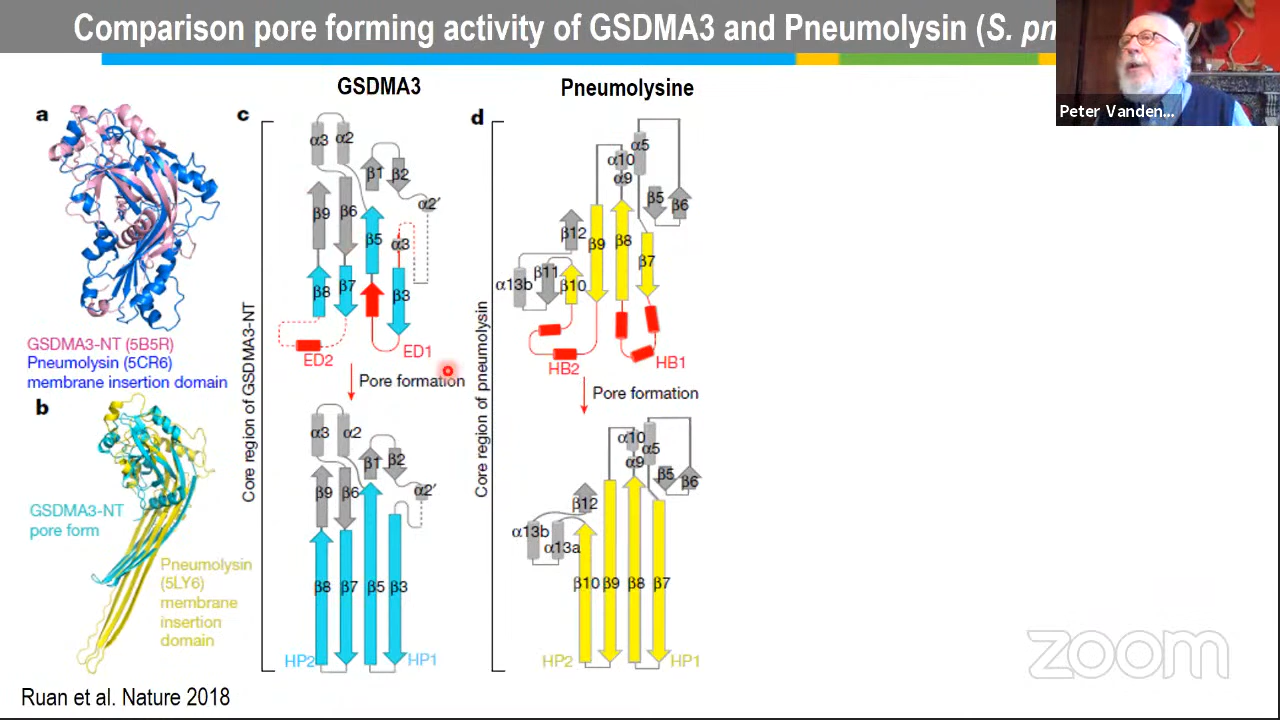 Comparison pore forming activity of GSDMA3 and Pneumolysin (S. pn
Peter Vanden...
GSDMA3
Pneumolysine
a
GSDMA3-NT (5B5R)
Pneumolysin (5CR6)
membrane insertion domain
b
GSDMA3-NT
pore form
Pneumolysin
(5LY6)
membrane
insertion
domain
c
Core region of GSDMA3-NT
α3
α2
β1
β2
α2'
β9
β6
β5
α3
β8
β7
β3
ED2
ED1
Pore formation
α3
α2
β1
β2
α2'
β9
β6
β8
β7
β5
β3
HP2
HP1
d
Core region of pneumolysin
α5
α10
α9
β5
β6
β12
β9
β8
β7
α13b
β11
β10
HB2
HB1
Pore formation
α10
α5
α9
β5
β6
β12
α13b
α13a
β10
β9
β8
β7
HP2
HP1
Ruan et al. Nature 2018
zoom